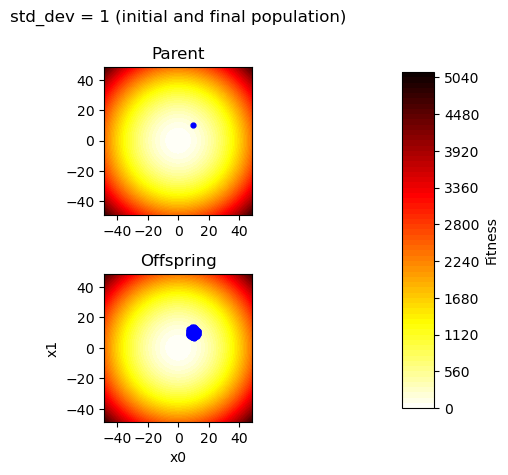 std_dev = 1 (initial and final population)
Parent
40
20
0
−20
−40
−40 −20 0 20 40
Offspring
40
20
0
−20
−40
x1
−40 −20 0 20 40
x0
5040
4480
3920
3360
2800
2240
1680
1120
560
0
Fitness